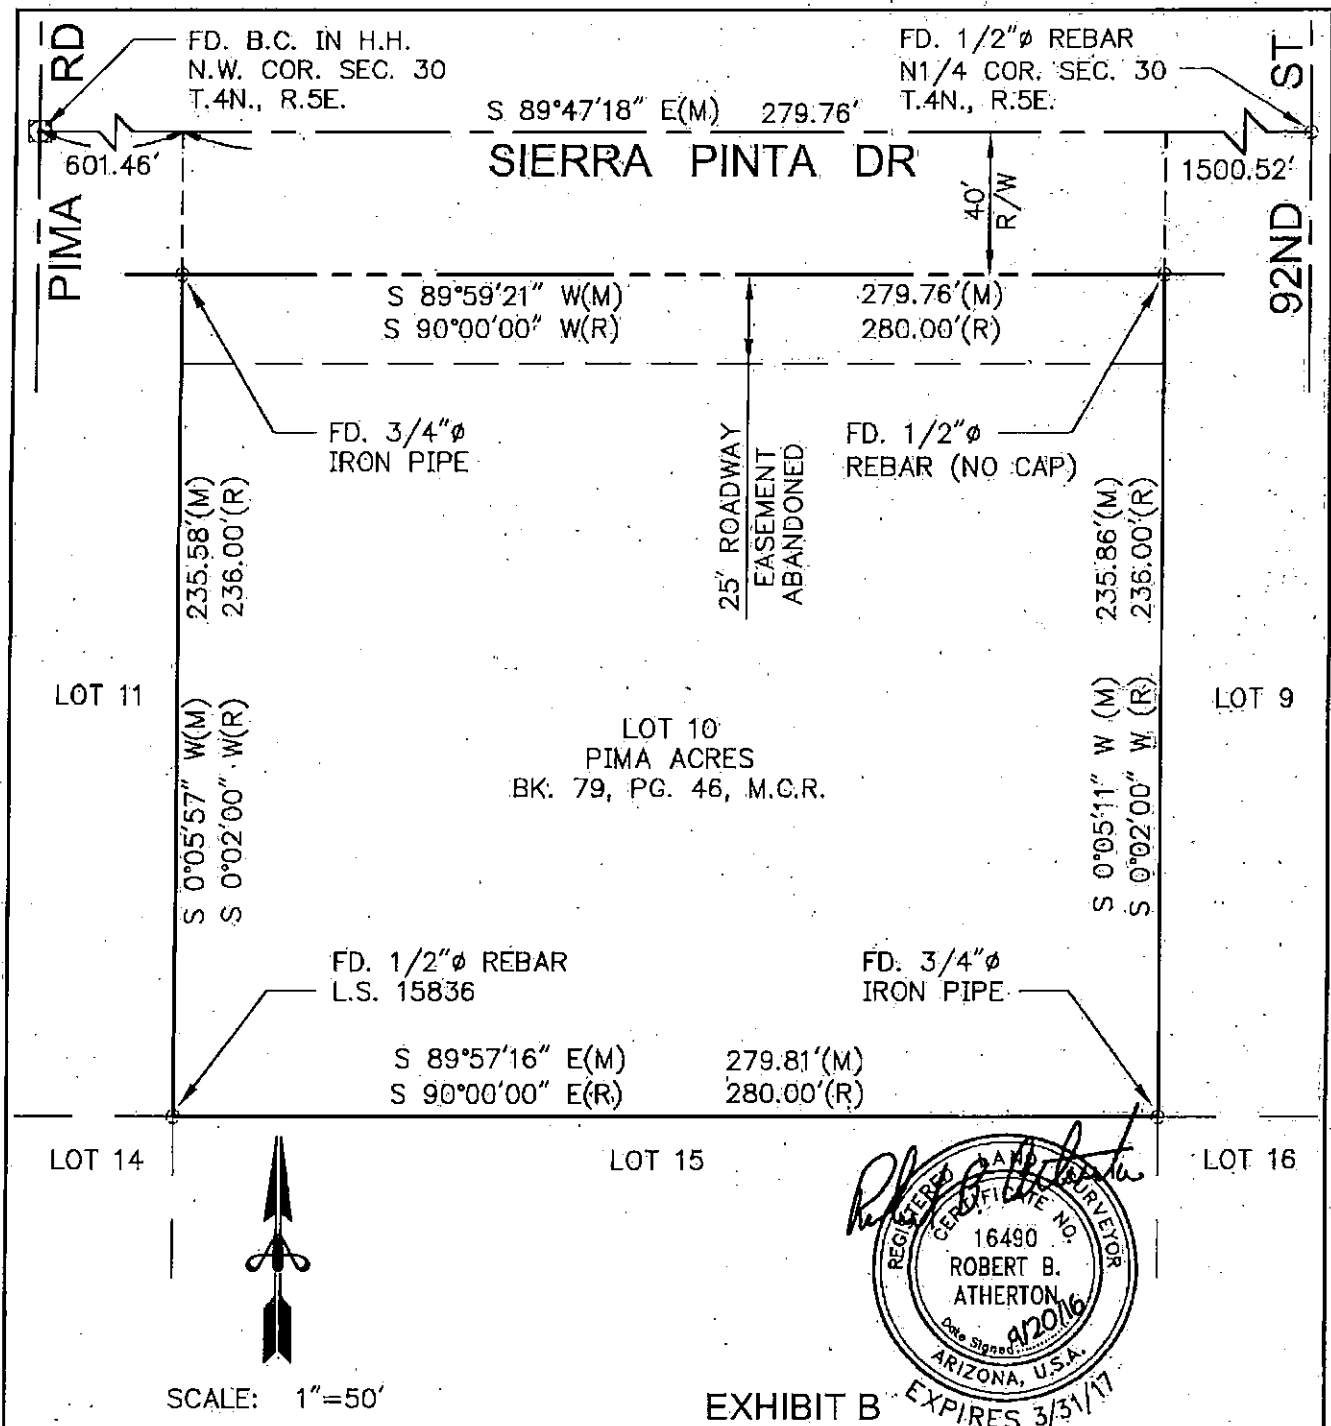 PIMA RD
FD. B.C. IN H.H.
N.W. COR. SEC. 30
T.4N., R.5E.
FD. 1/2"ø REBAR
N1/4 COR. SEC. 30
T.4N., R.5E.
92ND ST
S 89°47'18" E(M) 279.76'
601.46'
SIERRA PINTA DR
1500.52'
40'
R/W
S 89°59'21" W(M) 279.76'(M)
S 90°00'00" W(R) 280.00'(R)
FD. 3/4"ø
IRON PIPE
25' ROADWAY
EASEMENT
ABANDONED
FD. 1/2"ø
REBAR (NO CAP)
S 0°05'57" W(M) 235.58'(M)
S 0°02'00" W(R) 236.00'(R)
S 0°05'11" W (M) 235.86'(M)
S 0°02'00" W (R) 236.00'(R)
LOT 11
LOT 10
PIMA ACRES
BK. 79, PG. 46, M.C.R.
LOT 9
FD. 1/2"ø REBAR
L.S. 15836
FD. 3/4"ø
IRON PIPE
S 89°57'16" E(M) 279.81'(M)
S 90°00'00" E(R) 280.00'(R)
LOT 14
LOT 15
LOT 16
REGISTERED LAND SURVEYOR
CERTIFICATE NO.
16490
ROBERT B.
ATHERTON
Date Signed 9/20/16
ARIZONA, U.S.A.
EXPIRES 3/31/17
SCALE: 1"=50'
EXHIBIT B